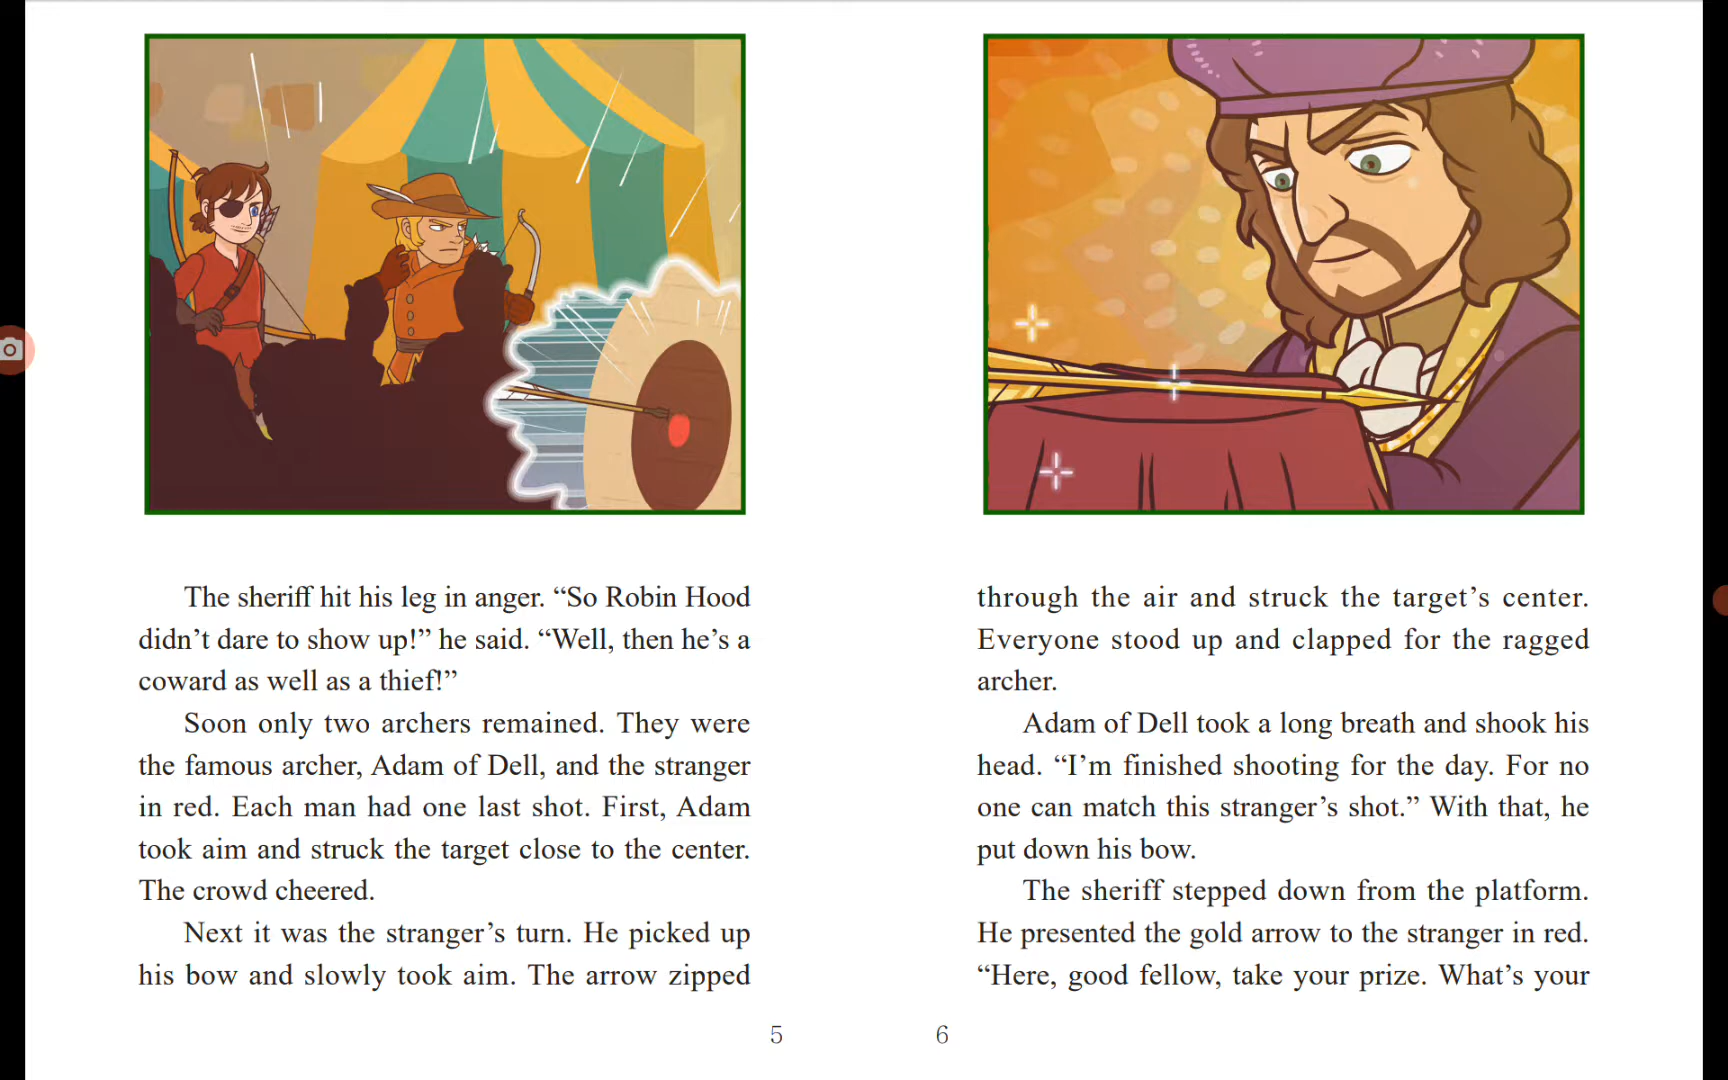 The sheriff hit his leg in anger. “So Robin Hood
didn’t dare to show up!” he said. “Well, then he’s a
coward as well as a thief!”
Soon only two archers remained. They were
the famous archer, Adam of Dell, and the stranger
in red. Each man had one last shot. First, Adam
took aim and struck the target close to the center.
The crowd cheered.
Next it was the stranger’s turn. He picked up
his bow and slowly took aim. The arrow zipped
5
through the air and struck the target’s center.
Everyone stood up and clapped for the ragged
archer.
Adam of Dell took a long breath and shook his
head. “I’m finished shooting for the day. For no
one can match this stranger’s shot.” With that, he
put down his bow.
The sheriff stepped down from the platform.
He presented the gold arrow to the stranger in red.
“Here, good fellow, take your prize. What’s your
6